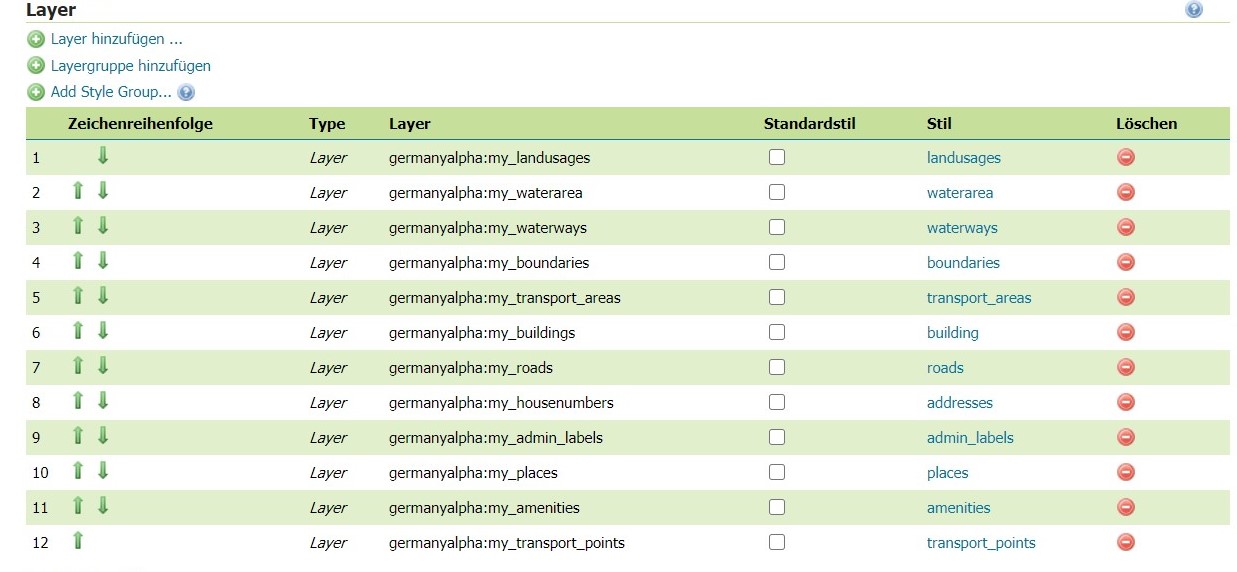 Layer
Layer hinzufügen ...
Layergruppe hinzufügen
Add Style Group...
Zeichenreihenfolge Type Layer Standardstil Stil Löschen
1 Layer germanyalpha:my_landusages landusages
2 Layer germanyalpha:my_waterarea waterarea
3 Layer germanyalpha:my_waterways waterways
4 Layer germanyalpha:my_boundaries boundaries
5 Layer germanyalpha:my_transport_areas transport_areas
6 Layer germanyalpha:my_buildings building
7 Layer germanyalpha:my_roads roads
8 Layer germanyalpha:my_housenumbers addresses
9 Layer germanyalpha:my_admin_labels admin_labels
10 Layer germanyalpha:my_places places
11 Layer germanyalpha:my_amenities amenities
12 Layer germanyalpha:my_transport_points transport_points